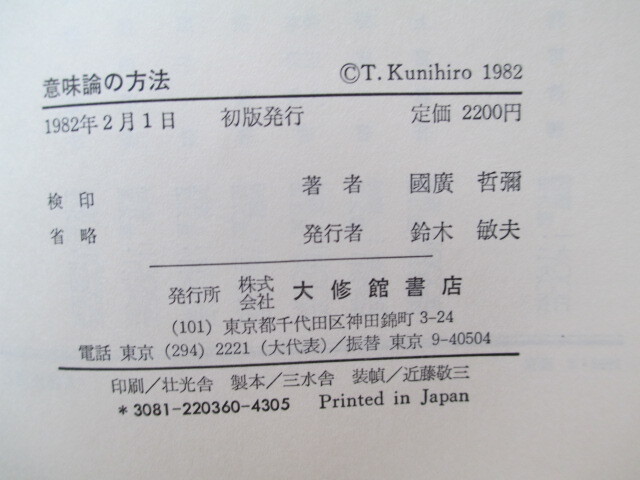 意味論の方法 ©T. Kunihiro 1982
1982年2月1日 初版発行 定価 2200円
検印 著者 國廣 哲彌
省略 発行者 鈴木 敏夫
発行所 株式会社 大修館書店
(101) 東京都千代田区神田錦町 3-24
電話 東京 (294) 2221 (大代表)/振替 東京 9-40504
印刷/壮光舎 製本/三水舎 装幀/近藤敬三
*3081-220360-4305 Printed in Japan